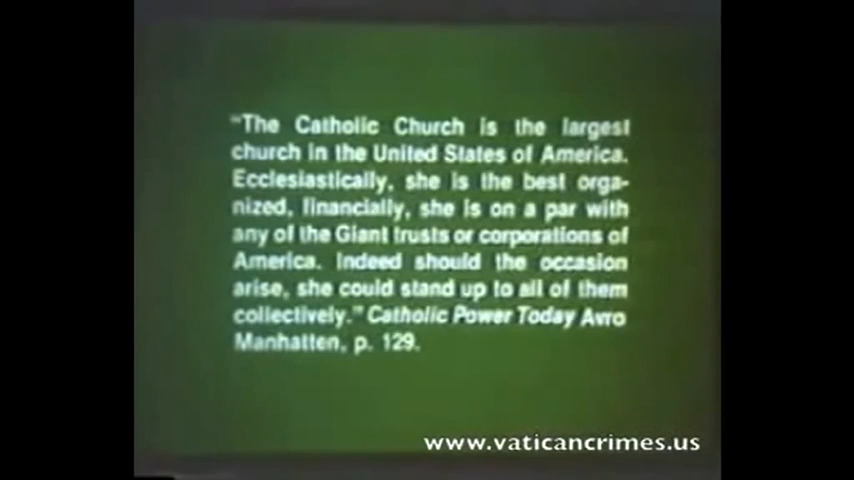 "The Catholic Church is the largest
church in the United States of America.
Ecclesiastically, she is the best orga-
nized, financially, she is on a par with
any of the Giant trusts or corporations of
America. Indeed should the occasion
arise, she could stand up to all of them
collectively." Catholic Power Today Avro
Manhatten, p. 129.
www.vaticancrimes.us